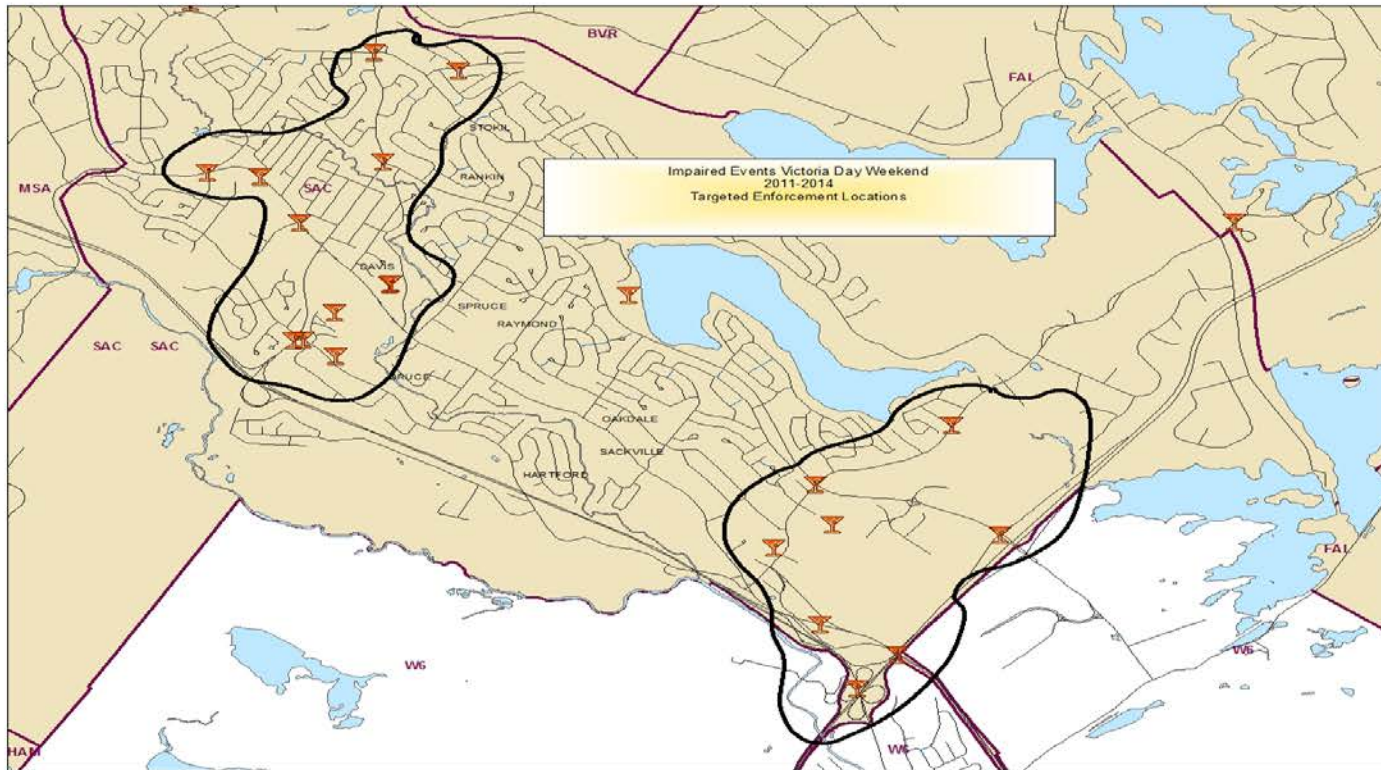 BVR
FAL
STOKIL
Impaired Events Victoria Day Weekend
2011-2014
Targeted Enforcement Locations
RANKIN
MSA
SAC
DAVIS
SPRUCE
RAYMOND
SAC SAC
OAKDALE
SACKVILLE
HARTFORD
FAL
W6
W6
W6
HAM